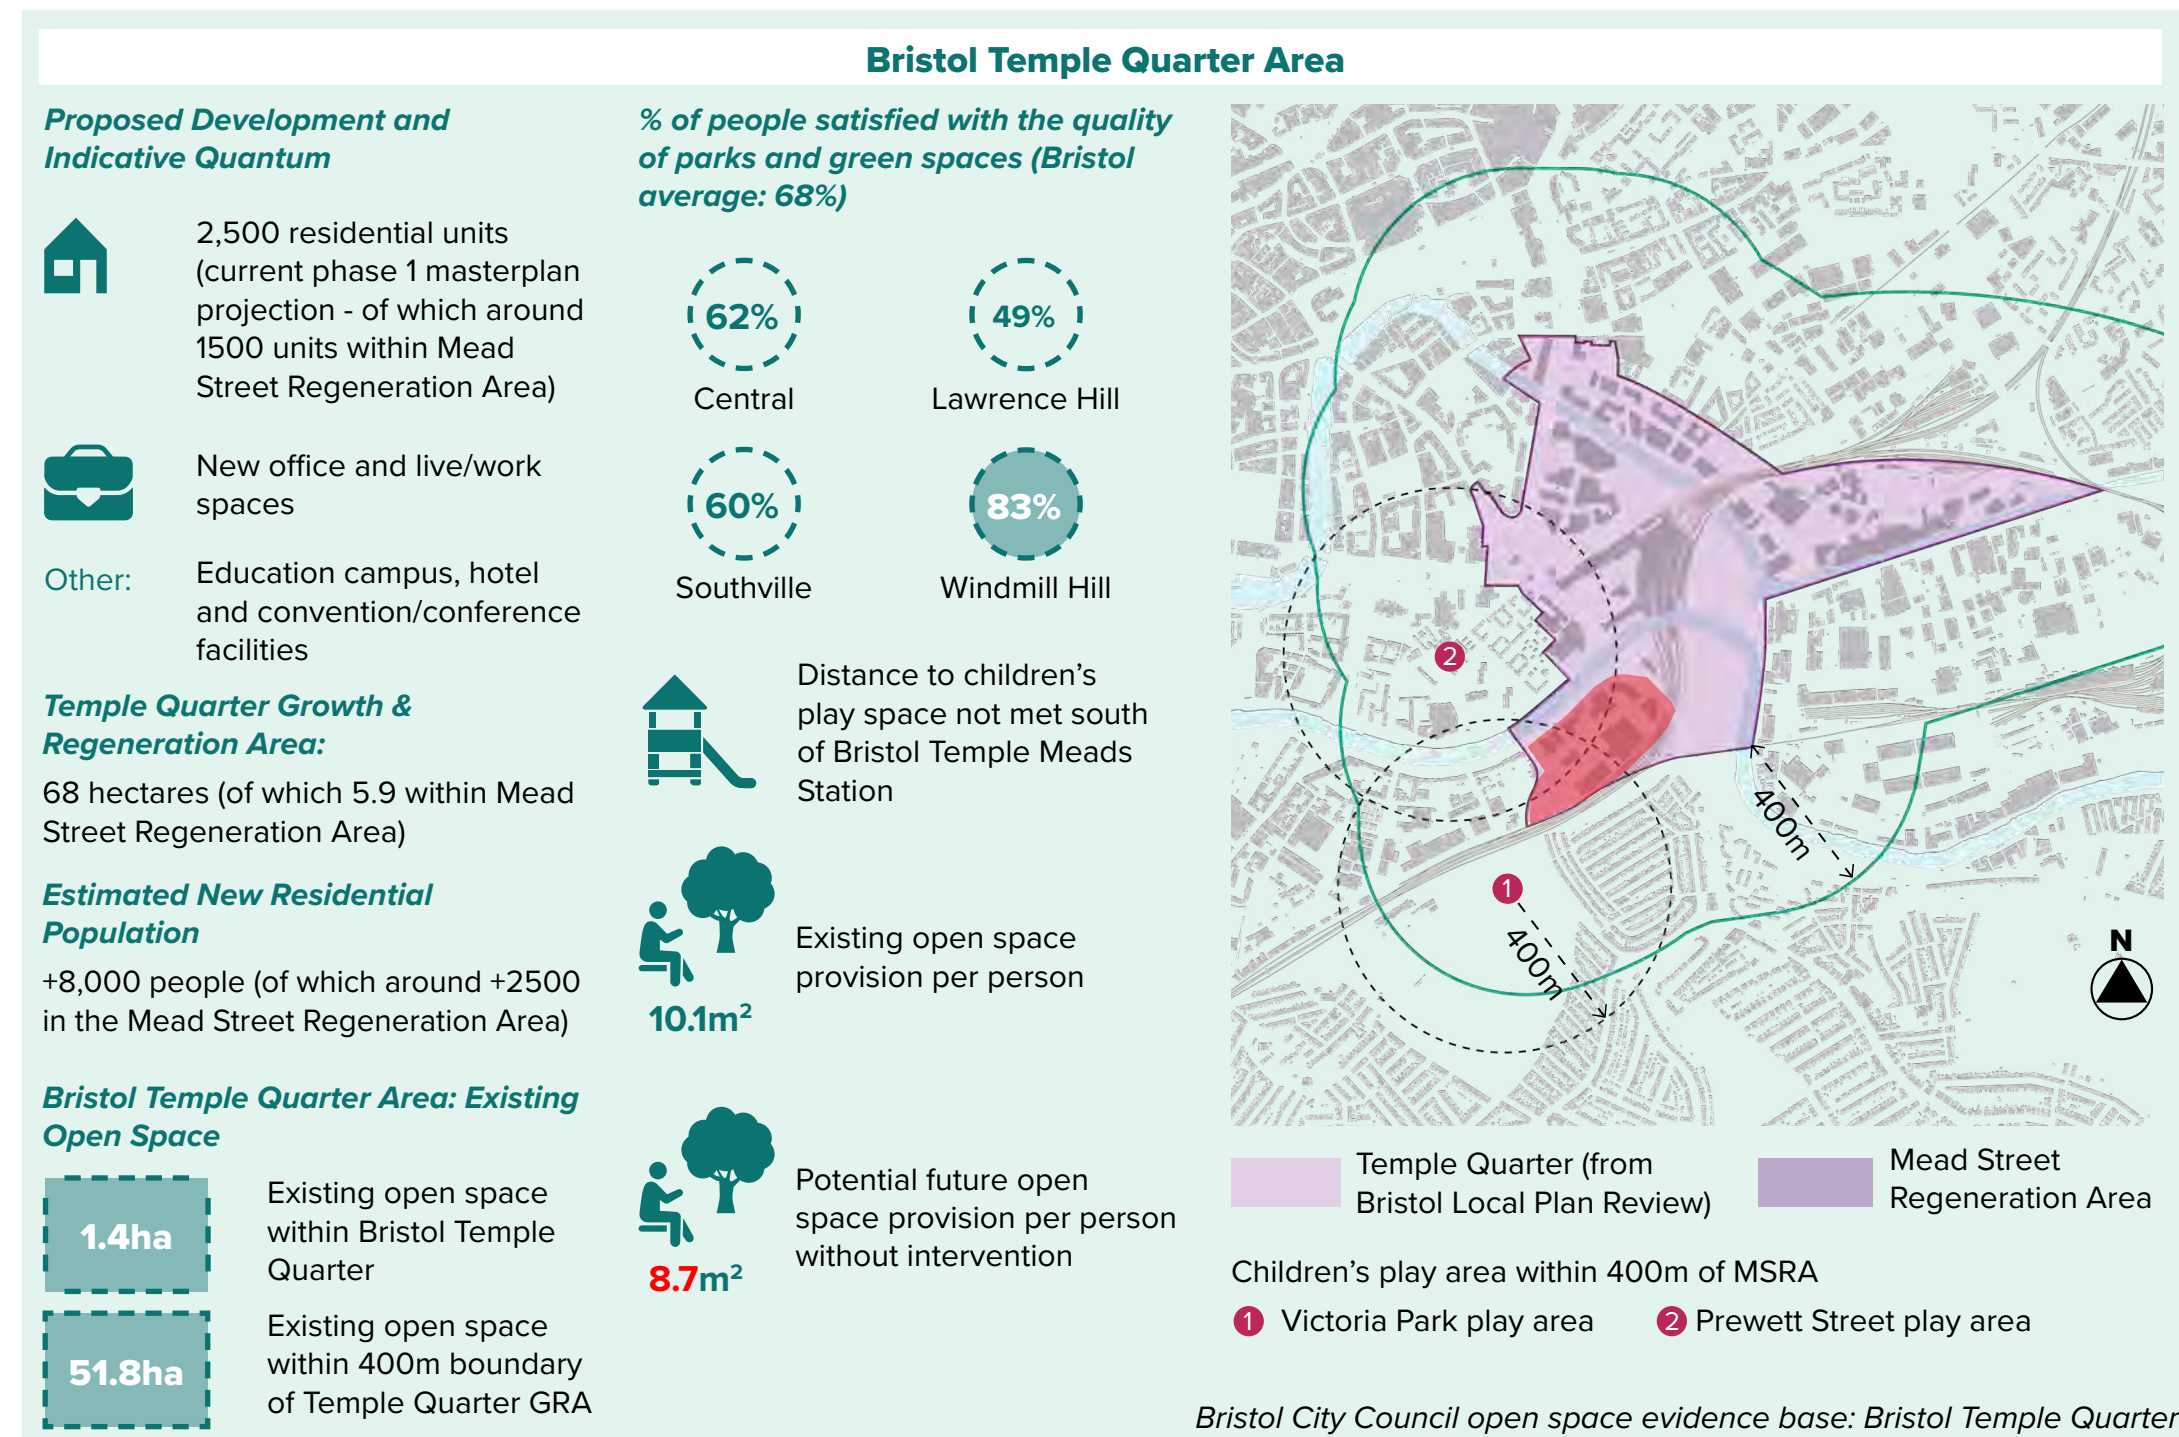 Bristol Temple Quarter Area
Proposed Development and
Indicative Quantum
2,500 residential units
(current phase 1 masterplan
projection - of which around
1500 units within Mead
Street Regeneration Area)
New office and live/work
spaces
Other:
Education campus, hotel
and convention/conference
facilities
Temple Quarter Growth &
Regeneration Area:
68 hectares (of which 5.9 within Mead
Street Regeneration Area)
Estimated New Residential
Population
+8,000 people (of which around +2500
in the Mead Street Regeneration Area)
Bristol Temple Quarter Area: Existing
Open Space
1.4ha
Existing open space
within Bristol Temple
Quarter
51.8ha
Existing open space
within 400m boundary
of Temple Quarter GRA
% of people satisfied with the quality
of parks and green spaces (Bristol
average: 68%)
62%
Central
49%
Lawrence Hill
60%
Southville
83%
Windmill Hill
Distance to children’s
play space not met south
of Bristol Temple Meads
Station
10.1m²
Existing open space
provision per person
8.7m²
Potential future open
space provision per person
without intervention
2
1
400m
400m
N
Temple Quarter (from
Bristol Local Plan Review)
Mead Street
Regeneration Area
Children’s play area within 400m of MSRA
1 Victoria Park play area
2 Prewett Street play area
Bristol City Council open space evidence base: Bristol Temple Quarter